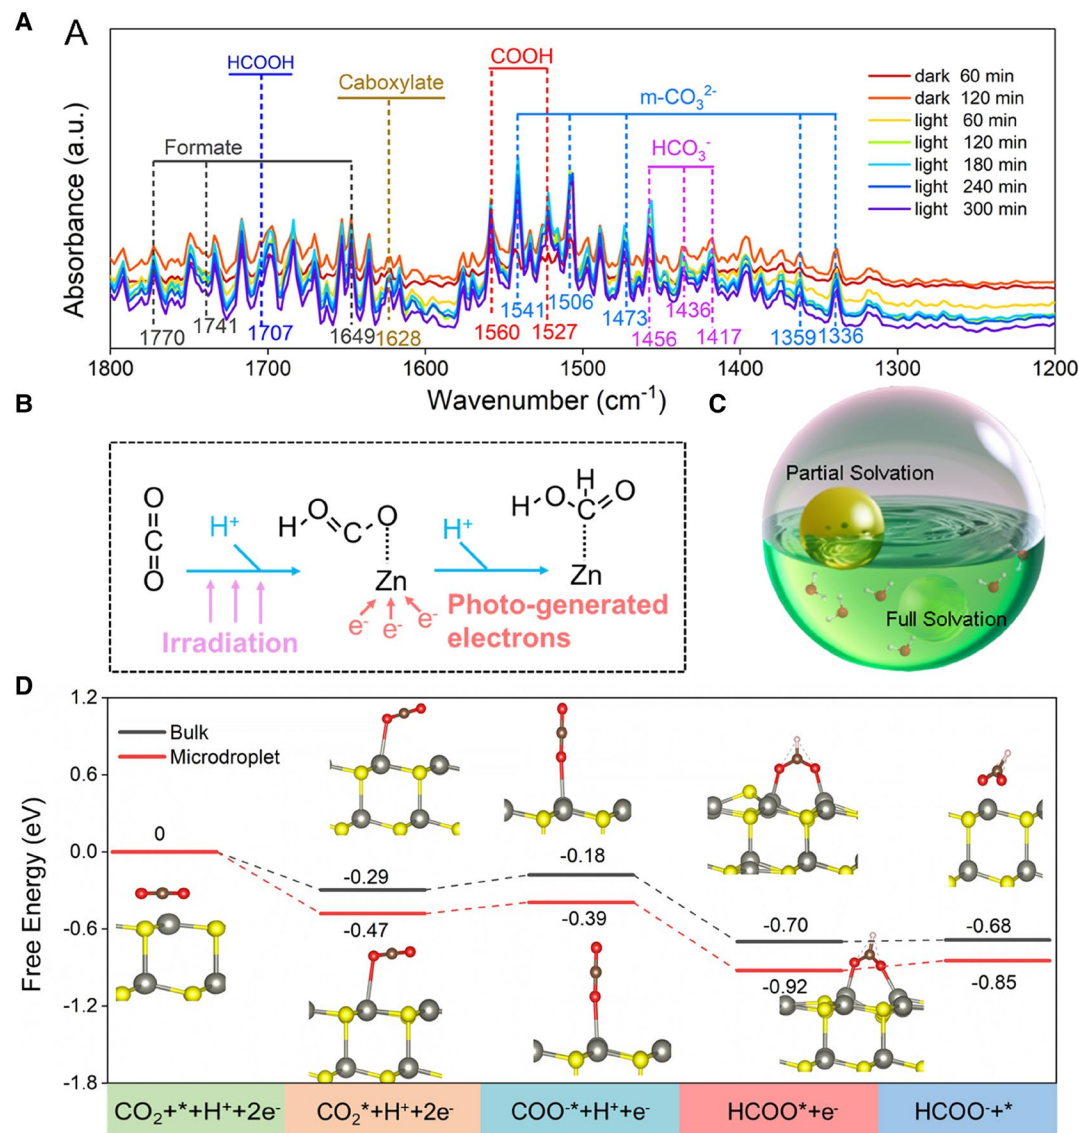 A
A
HCOOH
COOH
Caboxylate
m-CO₃²⁻
Formate
HCO₃⁻
dark 60 min
dark 120 min
light 60 min
light 120 min
light 180 min
light 240 min
light 300 min
Absorbance (a.u.)
1770
1741
1707
1649
1628
1560
1541
1527
1506
1473
1456
1436
1417
1359
1336
1800 1700 1600 1500 1400 1300 1200
Wavenumber (cm⁻¹)
B
O
C
O
H⁺
Irradiation
H-O
C
O
Zn
e⁻ e⁻ e⁻
Photo-generated
electrons
H⁺
H
H-O
C
O
Zn
C
Partial Solvation
Full Solvation
D
Free Energy (eV)
1.2
0.6
0.0
-0.6
-1.2
-1.8
Bulk
Microdroplet
0
-0.29
-0.47
-0.18
-0.39
-0.70
-0.92
-0.68
-0.85
CO₂+*+H⁺+2e⁻
CO₂*+H⁺+2e⁻
COO⁻*+H⁺+e⁻
HCOO*+e⁻
HCOO⁻+*